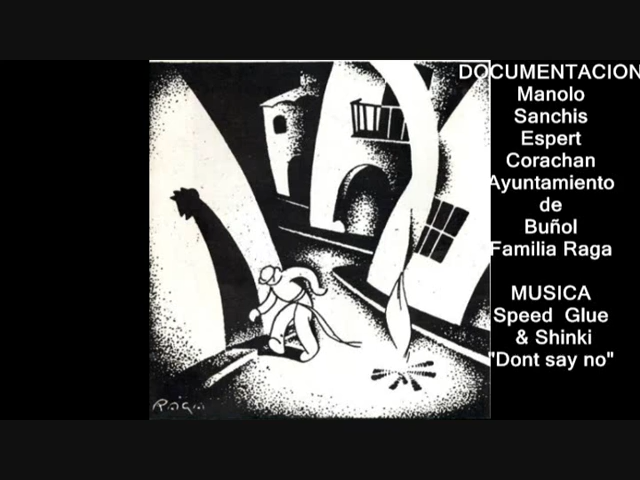 DOCUMENTACION
Manolo
Sanchis
Espert
Corachan
Ayuntamiento
de
Buñol
Familia Raga
MUSICA
Speed Glue
& Shinki
"Dont say no"
Raga